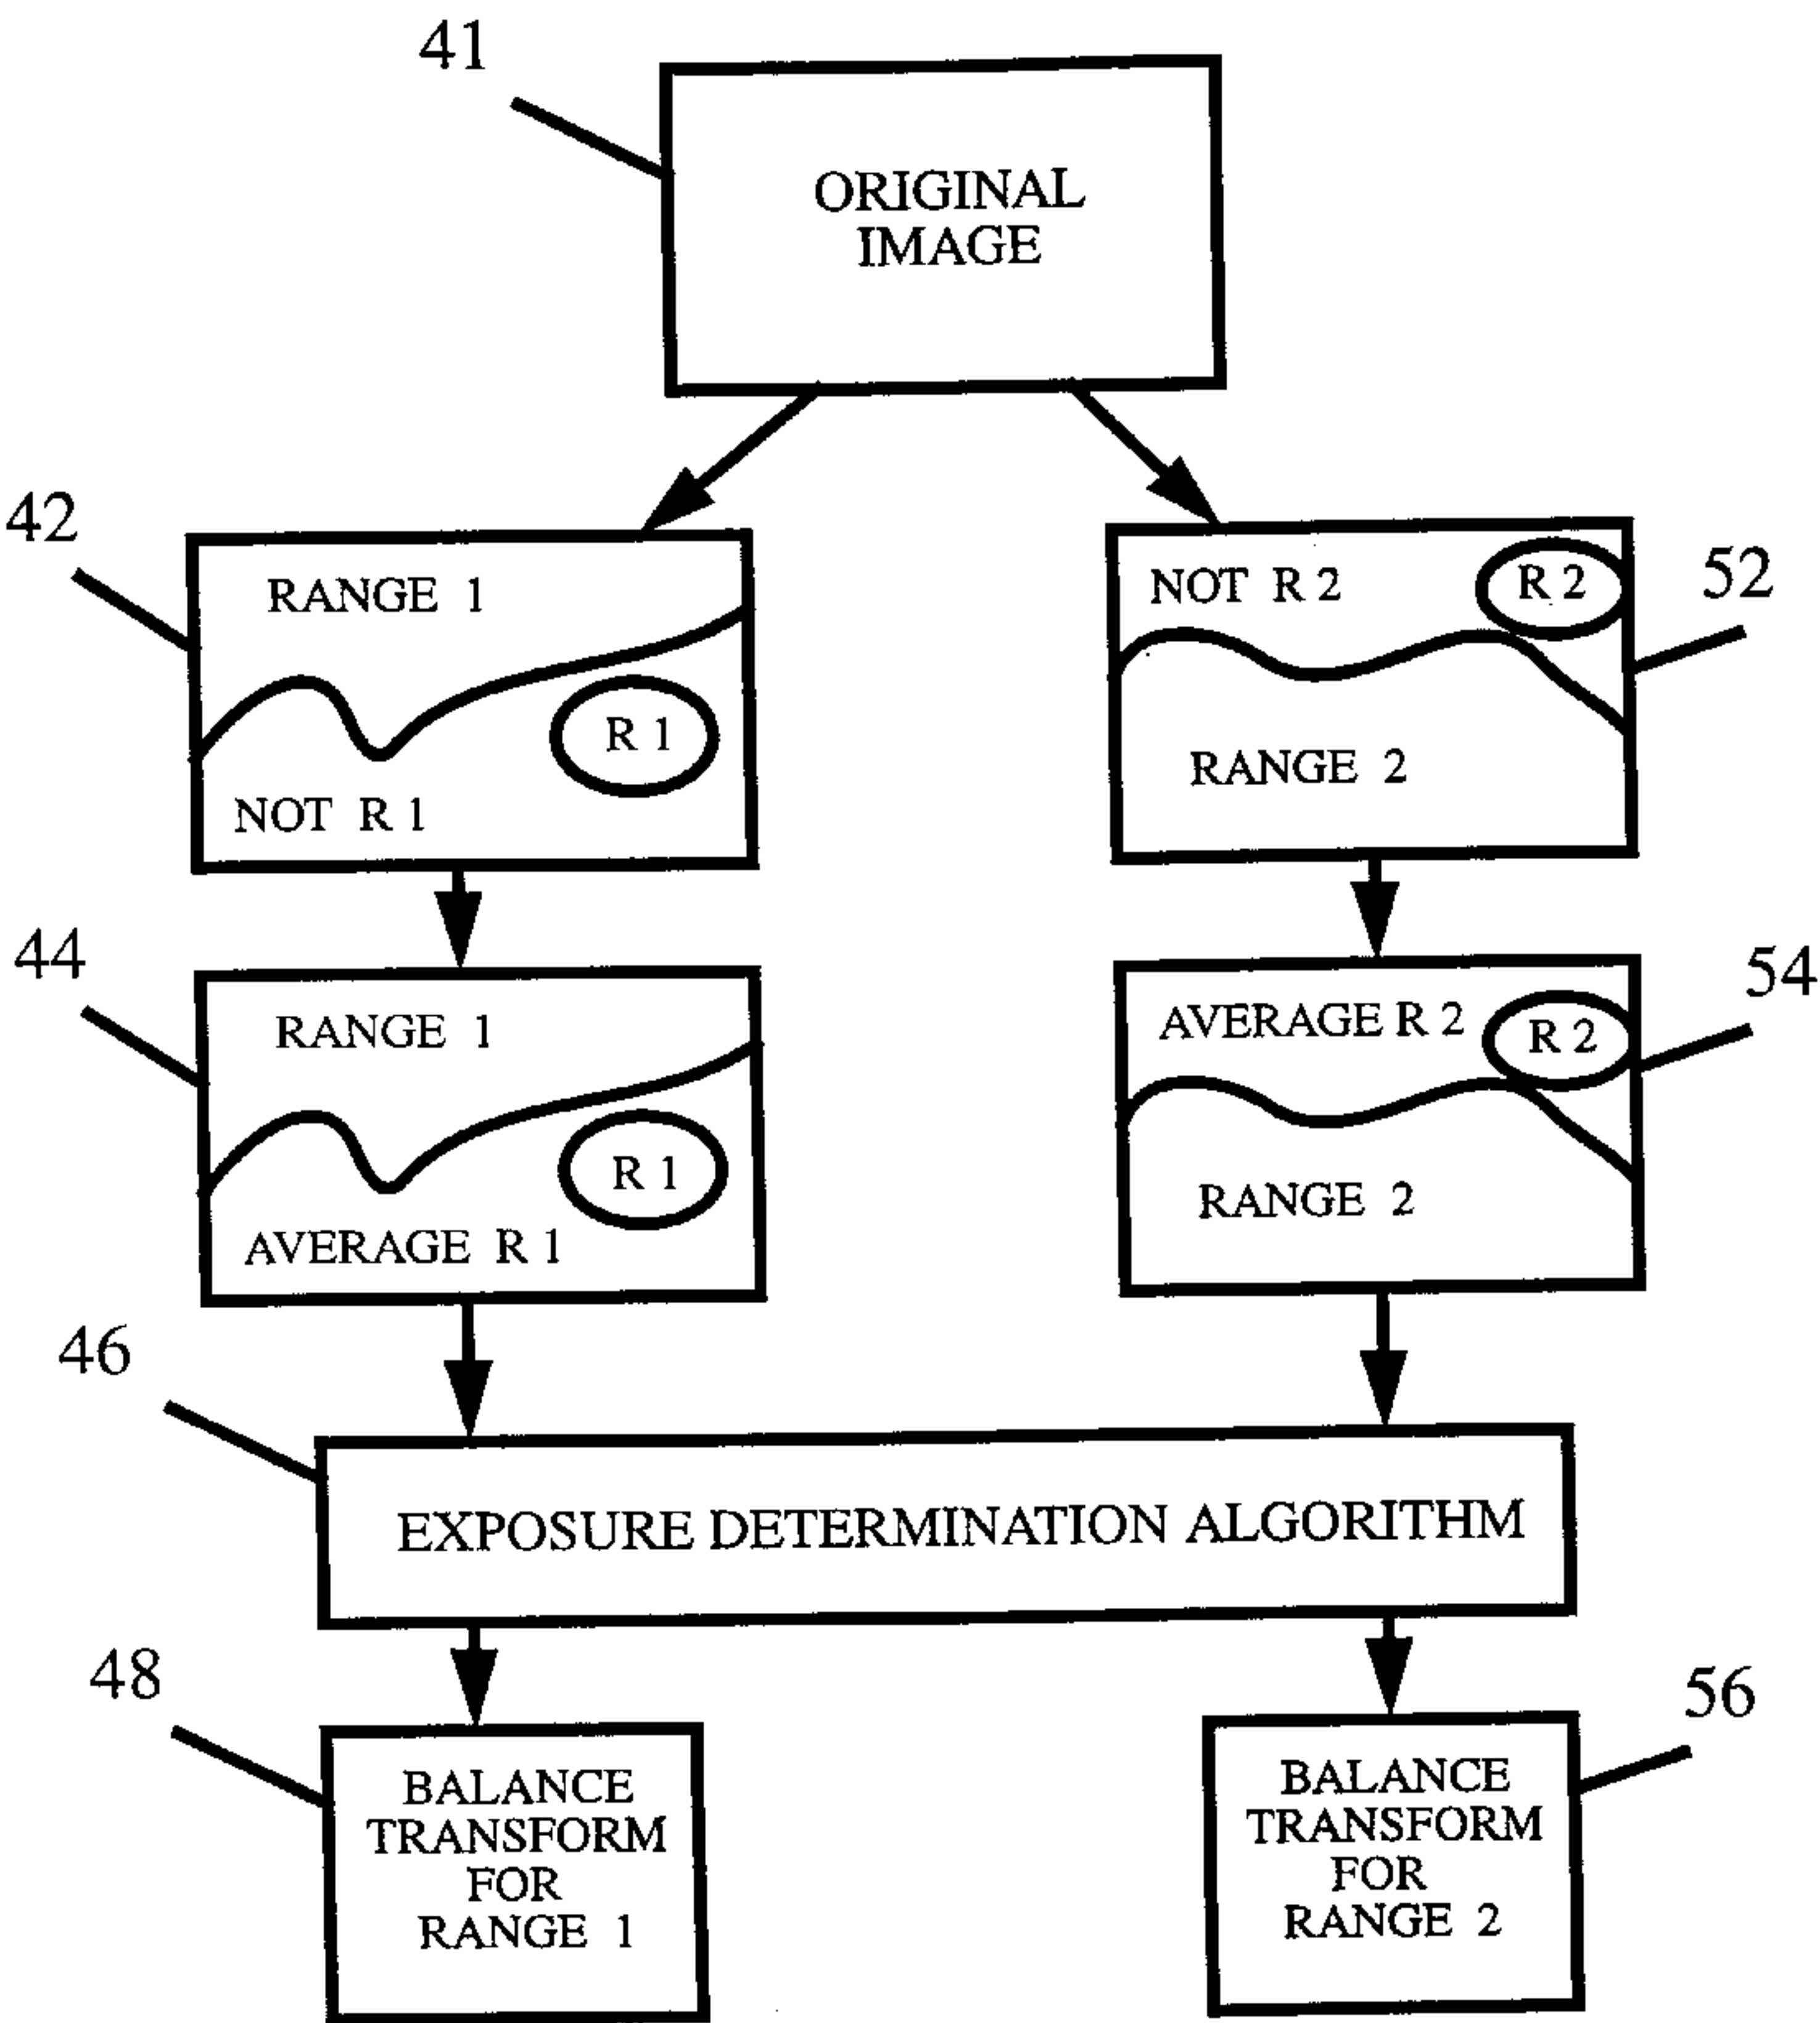 41
ORIGINAL
IMAGE
42
RANGE 1
R 1
NOT R 1
NOT R 2
R 2
52
RANGE 2
44
RANGE 1
R 1
AVERAGE R 1
AVERAGE R 2
R 2
54
RANGE 2
46
EXPOSURE DETERMINATION ALGORITHM
48
BALANCE
TRANSFORM
FOR
RANGE 1
56
BALANCE
TRANSFORM
FOR
RANGE 2